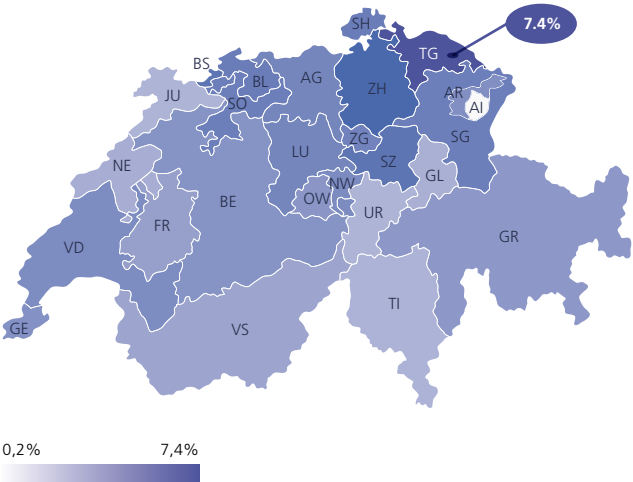 SH
7.4%
TG
BS
BL
AG
ZH
AR
AI
JU
SO
SG
ZG
LU
SZ
NE
GL
NW
OW
BE
UR
FR
GR
VD
TI
GE
VS
0,2% 7,4%